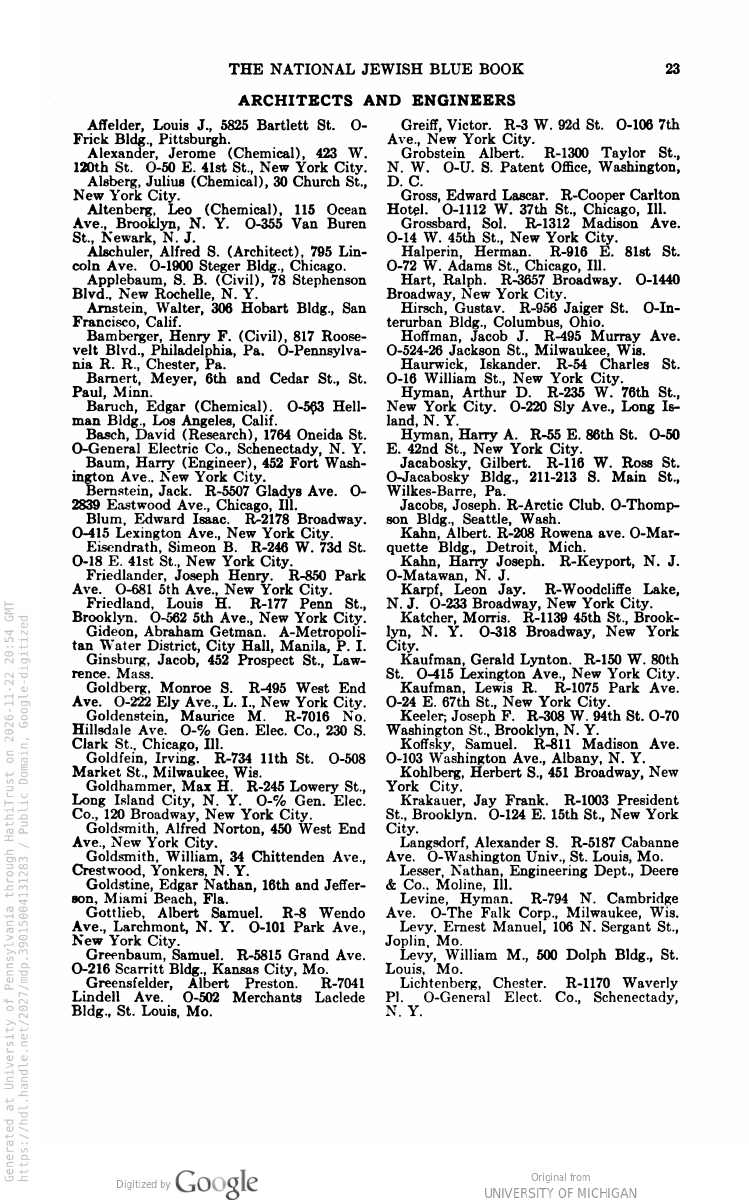 THE NATIONAL JEWISH BLUE BOOK 23
ARCHITECTS AND ENGINEERS
Affelder, Louis J., 5825 Bartlett St. O-
Frick Bldg., Pittsburgh.
Alexander, Jerome (Chemical), 423 W.
120th St. O-50 E. 41st St., New York City.
Alsberg, Julius (Chemical), 30 Church St.,
New York City.
Altenberg, Leo (Chemical), 115 Ocean
Ave., Brooklyn, N. Y. O-355 Van Buren
St., Newark, N. J.
Alschuler, Alfred S. (Architect), 795 Lin-
coln Ave. O-1900 Steger Bldg., Chicago.
Applebaum, S. B. (Civil), 78 Stephenson
Blvd., New Rochelle, N. Y.
Arnstein, Walter, 306 Hobart Bldg., San
Francisco, Calif.
Bamberger, Henry F. (Civil), 817 Roose-
velt Blvd., Philadelphia, Pa. O-Pennsylva-
nia R. R., Chester, Pa.
Barnert, Meyer, 6th and Cedar St., St.
Paul, Minn.
Baruch, Edgar (Chemical). O-563 Hell-
man Bldg., Los Angeles, Calif.
Basch, David (Research), 1764 Oneida St.
O-General Electric Co., Schenectady, N. Y.
Baum, Harry (Engineer), 452 Fort Wash-
ington Ave., New York City.
Bernstein, Jack. R-5507 Gladys Ave. O-
2839 Eastwood Ave., Chicago, Ill.
Blum, Edward Isaac. R-2178 Broadway.
O-415 Lexington Ave., New York City.
Eisendrath, Simeon B. R-246 W. 73d St.
O-18 E. 41st St., New York City.
Friedlander, Joseph Henry. R-850 Park
Ave. O-681 5th Ave., New York City.
Friedland, Louis H. R-177 Penn St.,
Brooklyn. O-562 5th Ave., New York City.
Gideon, Abraham Getman. A-Metropoli-
tan Water District, City Hall, Manila, P. I.
Ginsburg, Jacob, 452 Prospect St., Law-
rence. Mass.
Goldberg, Monroe S. R-495 West End
Ave. O-222 Ely Ave., L. I., New York City.
Goldenstein, Maurice M. R-7016 No.
Hillsdale Ave. O-% Gen. Elec. Co., 230 S.
Clark St., Chicago, Ill.
Goldfein, Irving. R-734 11th St. O-508
Market St., Milwaukee, Wis.
Goldhammer, Max H. R-245 Lowery St.,
Long Island City, N. Y. O-% Gen. Elec.
Co., 120 Broadway, New York City.
Goldsmith, Alfred Norton, 450 West End
Ave., New York City.
Goldsmith, William, 34 Chittenden Ave.,
Crestwood, Yonkers, N. Y.
Goldstine, Edgar Nathan, 16th and Jeffer-
son, Miami Beach, Fla.
Gottlieb, Albert Samuel. R-8 Wendo
Ave., Larchmont, N. Y. O-101 Park Ave.,
New York City.
Greenbaum, Samuel. R-5815 Grand Ave.
O-216 Scarritt Bldg., Kansas City, Mo.
Greensfelder, Albert Preston. R-7041
Lindell Ave. O-502 Merchants Laclede
Bldg., St. Louis, Mo.
Greiff, Victor. R-3 W. 92d St. O-106 7th
Ave., New York City.
Grobstein Albert. R-1300 Taylor St.,
N. W. O-U. S. Patent Office, Washington,
D. C.
Gross, Edward Lascar. R-Cooper Carlton
Hotel. O-1112 W. 37th St., Chicago, Ill.
Grossbard, Sol. R-1312 Madison Ave.
O-14 W. 45th St., New York City.
Halperin, Herman. R-916 E. 81st St.
O-72 W. Adams St., Chicago, Ill.
Hart, Ralph. R-3657 Broadway. O-1440
Broadway, New York City.
Hirsch, Gustav. R-956 Jaiger St. O-In-
terurban Bldg., Columbus, Ohio.
Hoffman, Jacob J. R-495 Murray Ave.
O-524-26 Jackson St., Milwaukee, Wis.
Haurwick, Iskander. R-54 Charles St.
O-16 William St., New York City.
Hyman, Arthur D. R-235 W. 76th St.,
New York City. O-220 Sly Ave., Long Is-
land, N. Y.
Hyman, Harry A. R-55 E. 86th St. O-50
E. 42nd St., New York City.
Jacabosky, Gilbert. R-116 W. Ross St.
O-Jacabosky Bldg., 211-213 S. Main St.,
Wilkes-Barre, Pa.
Jacobs, Joseph. R-Arctic Club. O-Thomp-
son Bldg., Seattle, Wash.
Kahn, Albert. R-208 Rowena ave. O-Mar-
quette Bldg., Detroit, Mich.
Kahn, Harry Joseph. R-Keyport, N. J.
O-Matawan, N. J.
Karpf, Leon Jay. R-Woodcliffe Lake,
N. J. O-233 Broadway, New York City.
Katcher, Morris. R-1139 45th St., Brook-
lyn, N. Y. O-318 Broadway, New York
City.
Kaufman, Gerald Lynton. R-150 W. 80th
St. O-415 Lexington Ave., New York City.
Kaufman, Lewis R. R-1075 Park Ave.
O-24 E. 67th St., New York City.
Keeler; Joseph F. R-308 W. 94th St. O-70
Washington St., Brooklyn, N. Y.
Koffsky, Samuel. R-811 Madison Ave.
O-103 Washington Ave., Albany, N. Y.
Kohlberg, Herbert S., 451 Broadway, New
York City.
Krakauer, Jay Frank. R-1003 President
St., Brooklyn. O-124 E. 15th St., New York
City.
Langsdorf, Alexander S. R-5187 Cabanne
Ave. O-Washington Univ., St. Louis, Mo.
Lesser, Nathan, Engineering Dept., Deere
& Co., Moline, Ill.
Levine, Hyman. R-794 N. Cambridge
Ave. O-The Falk Corp., Milwaukee, Wis.
Levy, Ernest Manuel, 106 N. Sergant St.,
Joplin, Mo.
Levy, William M., 500 Dolph Bldg., St.
Louis, Mo.
Lichtenberg, Chester. R-1170 Waverly
Pl. O-General Elect. Co., Schenectady,
N. Y.
Generated at University of Pennsylvania through HathiTrust on 2026-11-22 20:54 GMT
https://hdl.handle.net/2027/mdp.39015004131283 / Public Domain, Google-digitized
Digitized by Google
Original from
UNIVERSITY OF MICHIGAN